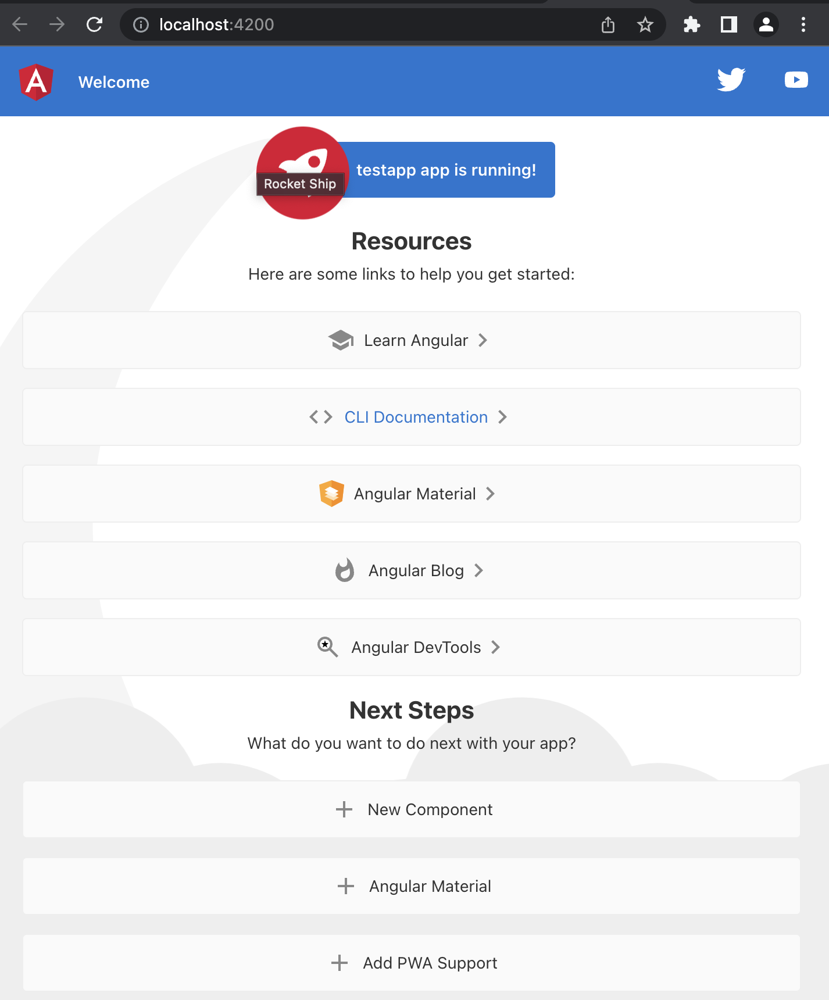 localhost:4200
Welcome
testapp app is running!
Rocket Ship
Resources
Here are some links to help you get started:
Learn Angular
CLI Documentation
Angular Material
Angular Blog
Angular DevTools
Next Steps
What do you want to do next with your app?
New Component
Angular Material
Add PWA Support